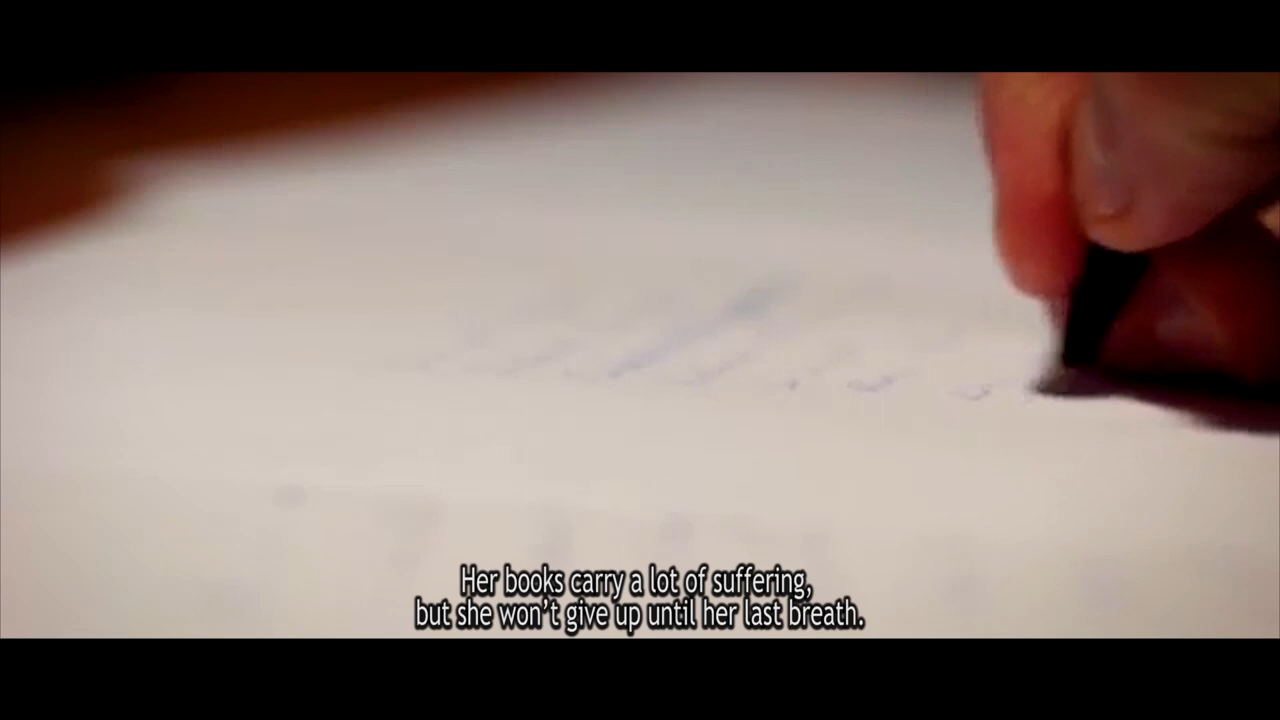 Her books carry a lot of suffering,
but she won't give up until her last breath.